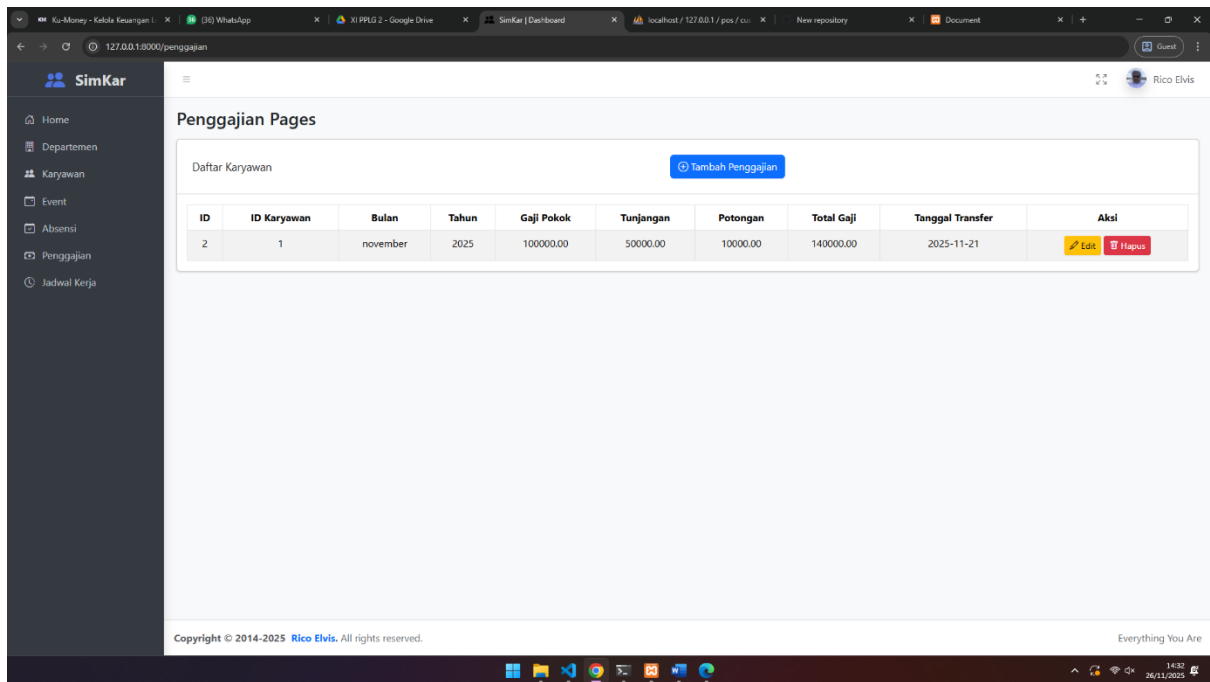 Ku-Money - Kelola Keuangan L
(36) WhatsApp
XI PPLG 2 - Google Drive
SimKar | Dashboard
localhost / 127.0.0.1 / pos / cu
New repository
Document
127.0.0.1:8000/penggajian
Guest
SimKar
Rico Elvis
Home
Departemen
Karyawan
Event
Absensi
Penggajian
Jadwal Kerja
Penggajian Pages
Daftar Karyawan
Tambah Penggajian
ID ID Karyawan Bulan Tahun Gaji Pokok Tunjangan Potongan Total Gaji Tanggal Transfer Aksi
2 1 november 2025 100000.00 50000.00 10000.00 140000.00 2025-11-21 Edit Hapus
Copyright © 2014-2025 Rico Elvis. All rights reserved.
Everything You Are
14:32
26/11/2025